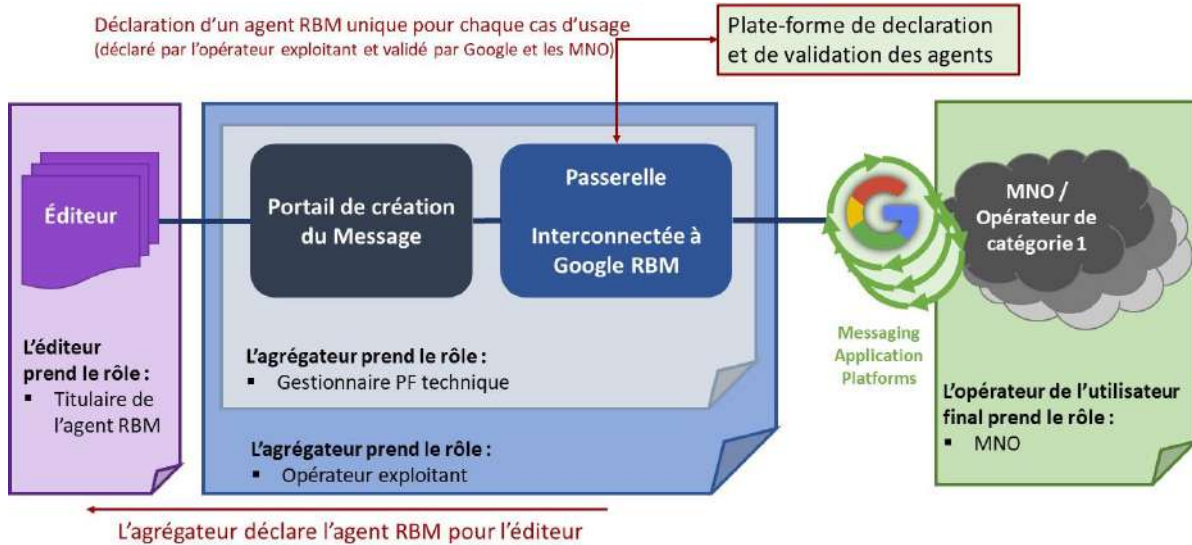 Déclaration d'un agent RBM unique pour chaque cas d'usage
(déclaré par l'opérateur exploitant et validé par Google et les MNO)
Plate-forme de declaration
et de validation des agents
Éditeur
Portail de création
du Message
Passerelle
Interconnectée à
Google RBM
MNO /
Opérateur de
catégorie 1
L'éditeur
prend le rôle :
▪ Titulaire de
l'agent RBM
L'agrégateur prend le rôle :
▪ Gestionnaire PF technique
L'agrégateur prend le rôle :
▪ Opérateur exploitant
Messaging
Application
Platforms
L'opérateur de l'utilisateur
final prend le rôle :
▪ MNO
L'agrégateur déclare l'agent RBM pour l'éditeur